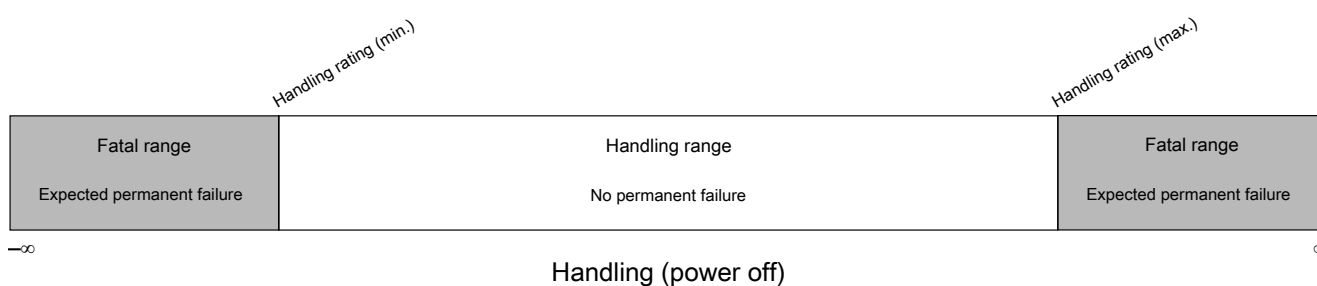 Handling rating (min.)
Handling rating (max.)
Fatal range
Handling range
Fatal range
Expected permanent failure
No permanent failure
Expected permanent failure
–∞
Handling (power off)